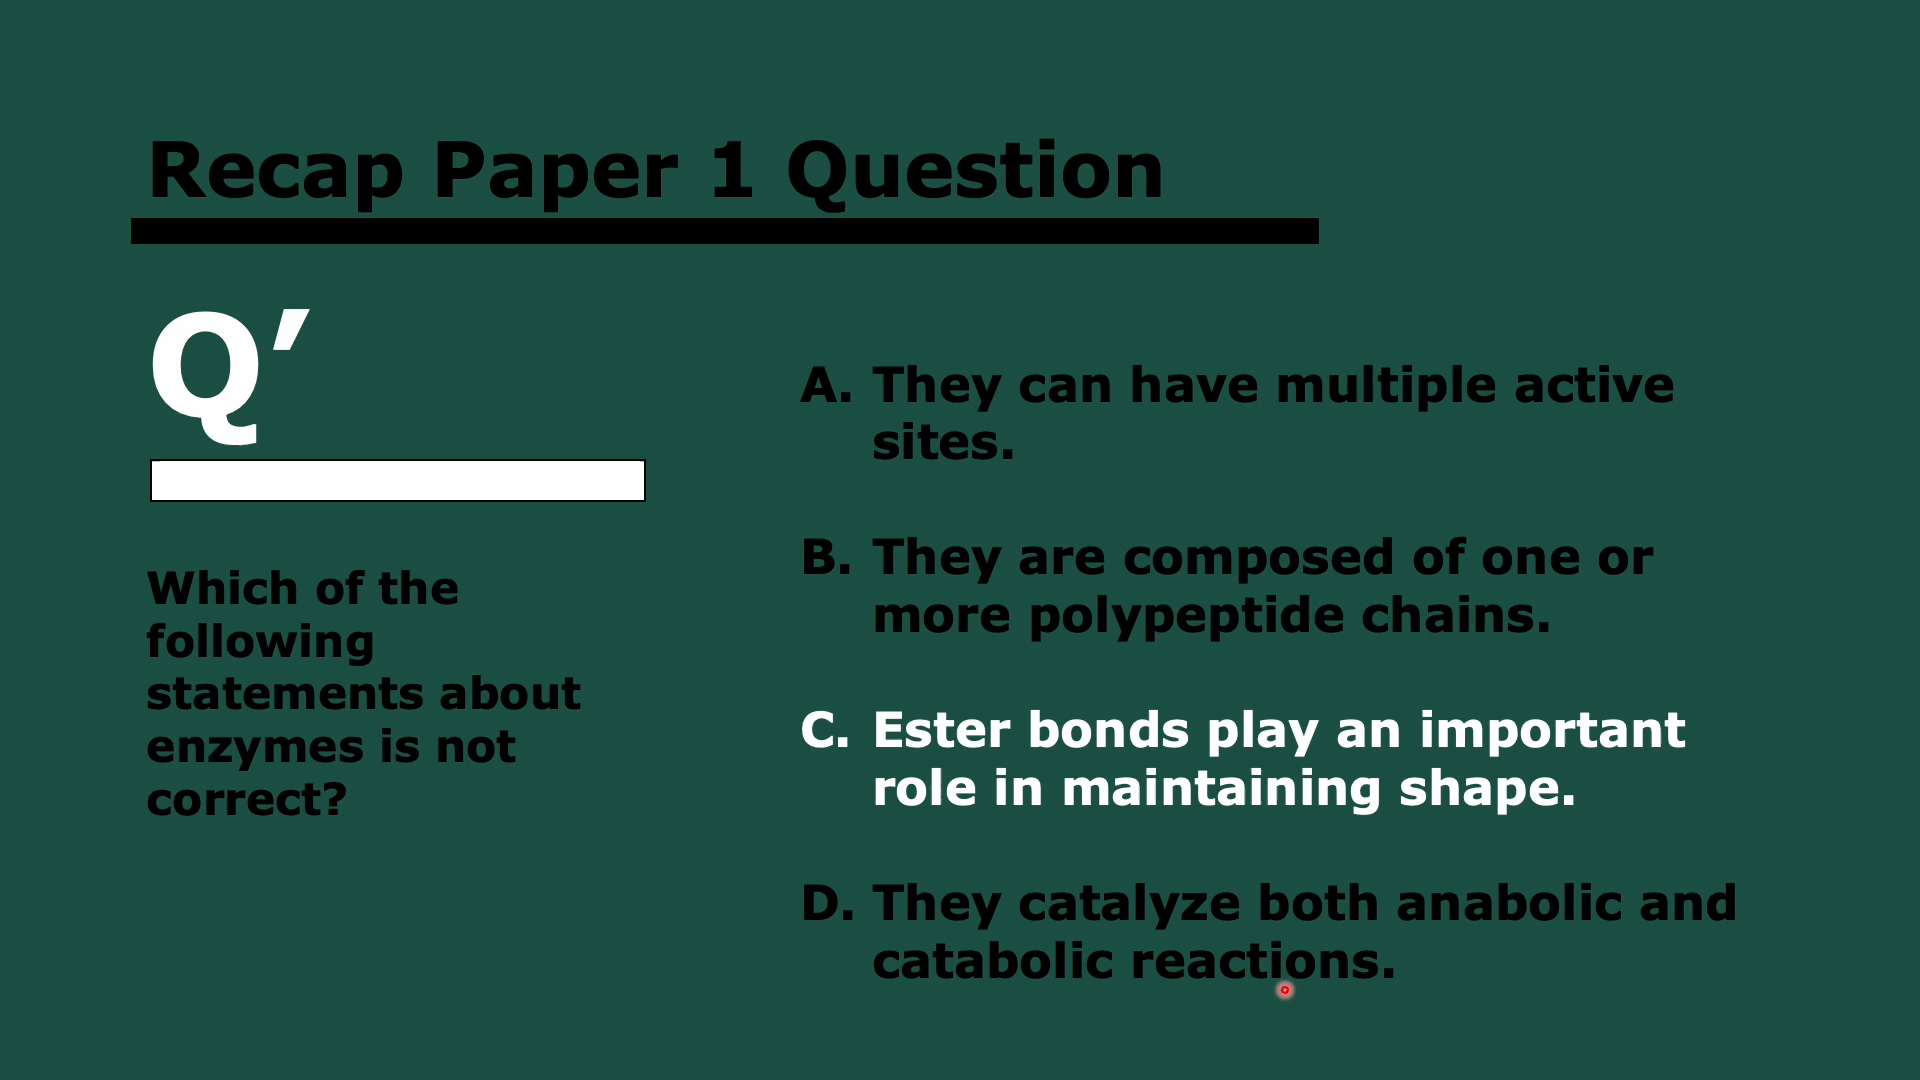 Recap Paper 1 Question
Q’
Which of the
following
statements about
enzymes is not
correct?
A. They can have multiple active
sites.
B. They are composed of one or
more polypeptide chains.
C. Ester bonds play an important
role in maintaining shape.
D. They catalyze both anabolic and
catabolic reactions.